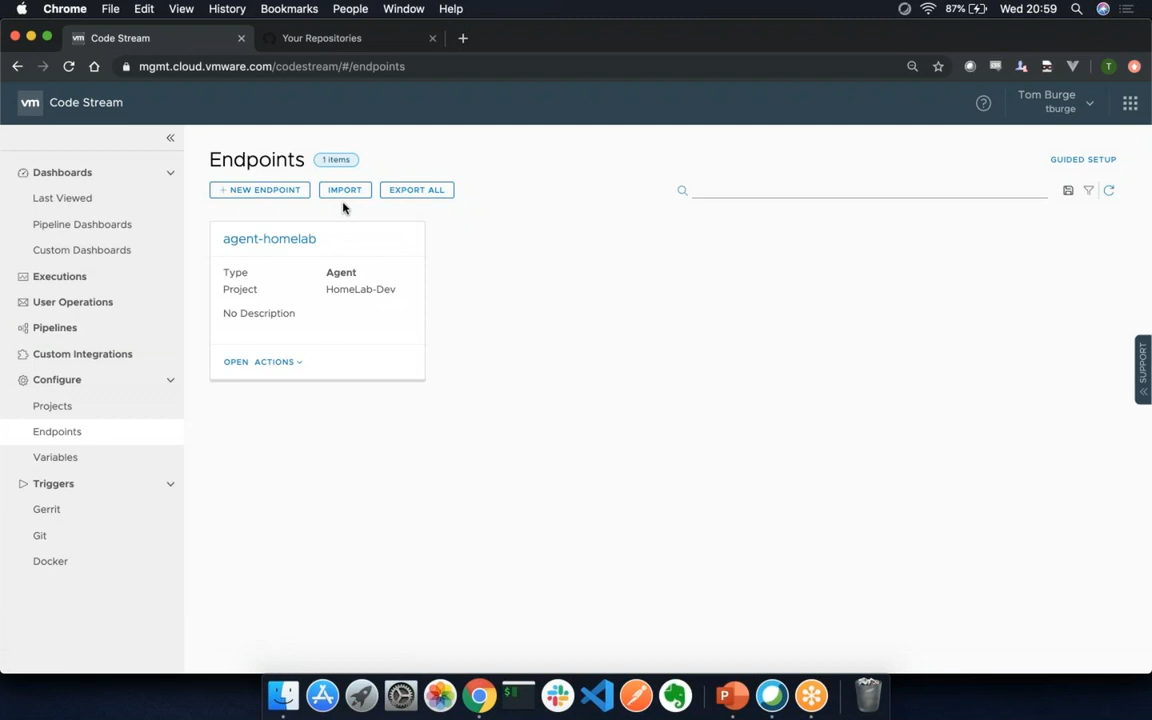 Chrome File Edit View History Bookmarks People Window Help
87% Wed 20:59
Code Stream
Your Repositories
mgmt.cloud.vmware.com/codestream/#/endpoints
T
vm Code Stream
Tom Burge
tburge
Dashboards
Last Viewed
Pipeline Dashboards
Custom Dashboards
Executions
User Operations
Pipelines
Custom Integrations
Configure
Projects
Endpoints
Variables
Triggers
Gerrit
Git
Docker
Endpoints 1 items
GUIDED SETUP
+ NEW ENDPOINT IMPORT EXPORT ALL
agent-homelab
Type Agent
Project HomeLab-Dev
No Description
OPEN ACTIONS
SUPPORT